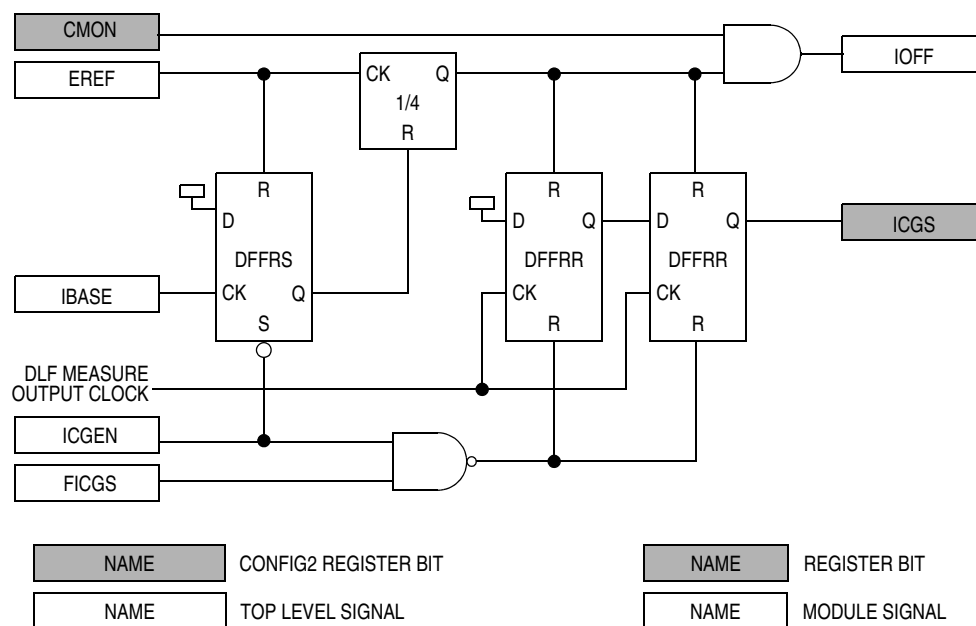 CMON
EREF
CK
Q
1/4
R
IOFF
R
D
DFFRS
CK
Q
S
R
D
Q
DFFRR
CK
R
R
D
Q
DFFRR
CK
R
ICGS
IBASE
DLF MEASURE
OUTPUT CLOCK
ICGEN
FICGS
NAME
CONFIG2 REGISTER BIT
NAME
REGISTER BIT
NAME
TOP LEVEL SIGNAL
NAME
MODULE SIGNAL